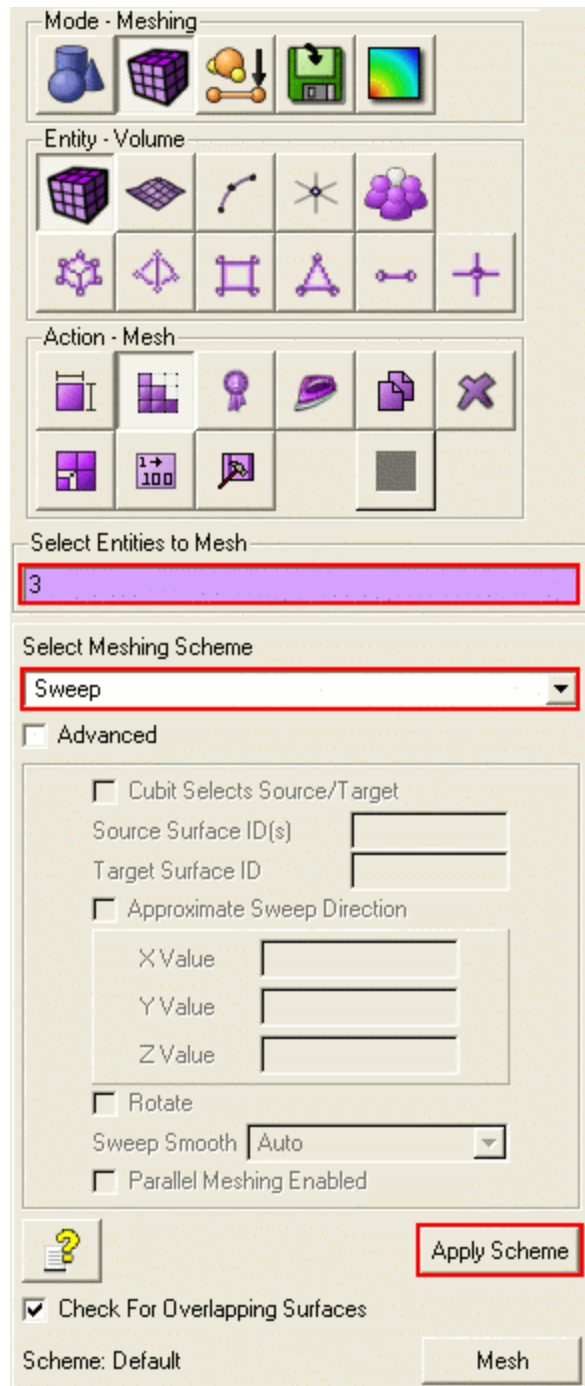 Mode - Meshing
Entity - Volume
Action - Mesh
1
100
Select Entities to Mesh
3
Select Meshing Scheme
Sweep
Advanced
Cubit Selects Source/Target
Source Surface ID(s)
Target Surface ID
Approximate Sweep Direction
X Value
Y Value
Z Value
Rotate
Sweep Smooth Auto
Parallel Meshing Enabled
Apply Scheme
Check For Overlapping Surfaces
Scheme: Default Mesh